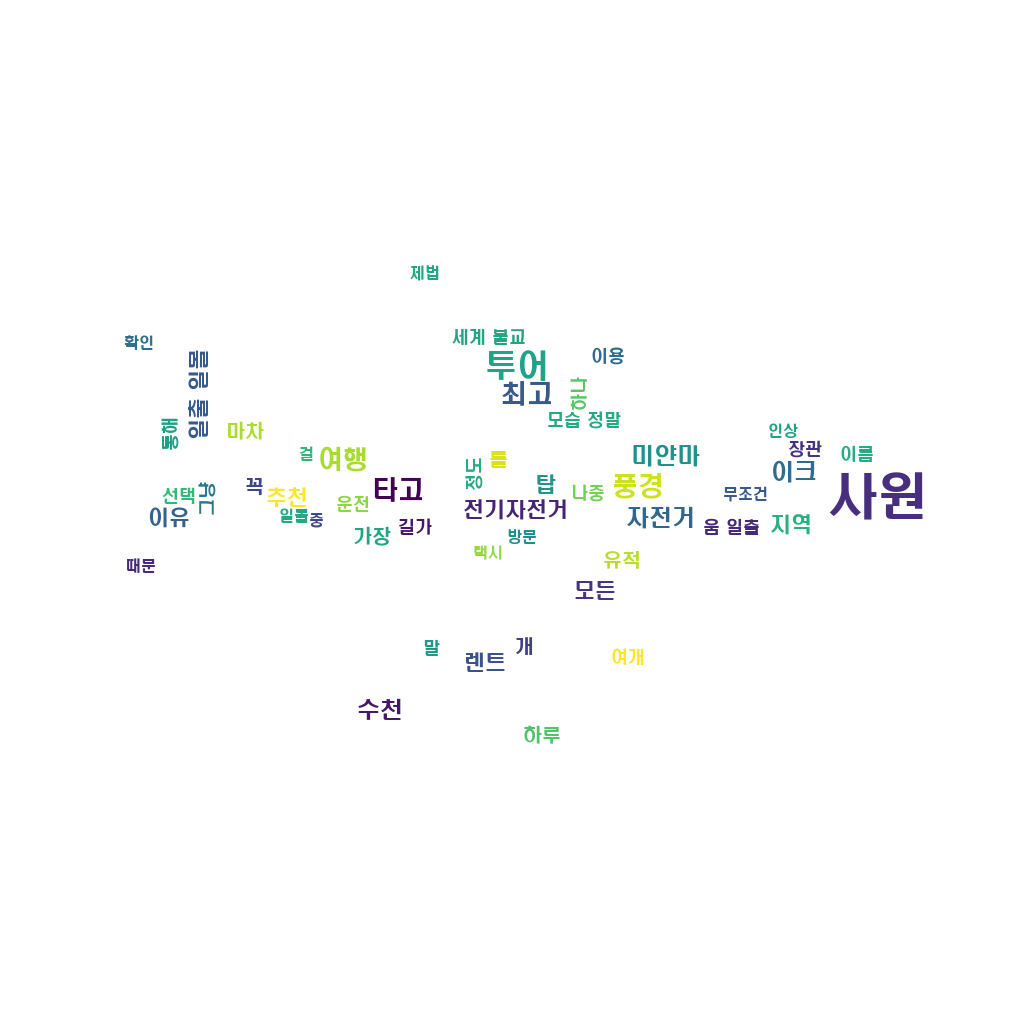 제법
세계 불교
확인
투어
이용
일출 일몰
최고
하나
모습 정말
통해
마차
인상
걸
여행
를
미얀마
장관
이름
정도
이크
꼭
그냥
선택
추천
타고
탑
나중
풍경
무조건
사원
운전
전기자전거
이유
일몰
중
길가
자전거
움 일출
지역
가장
방문
택시
유적
때문
모든
말
개
렌트
여개
수천
하루